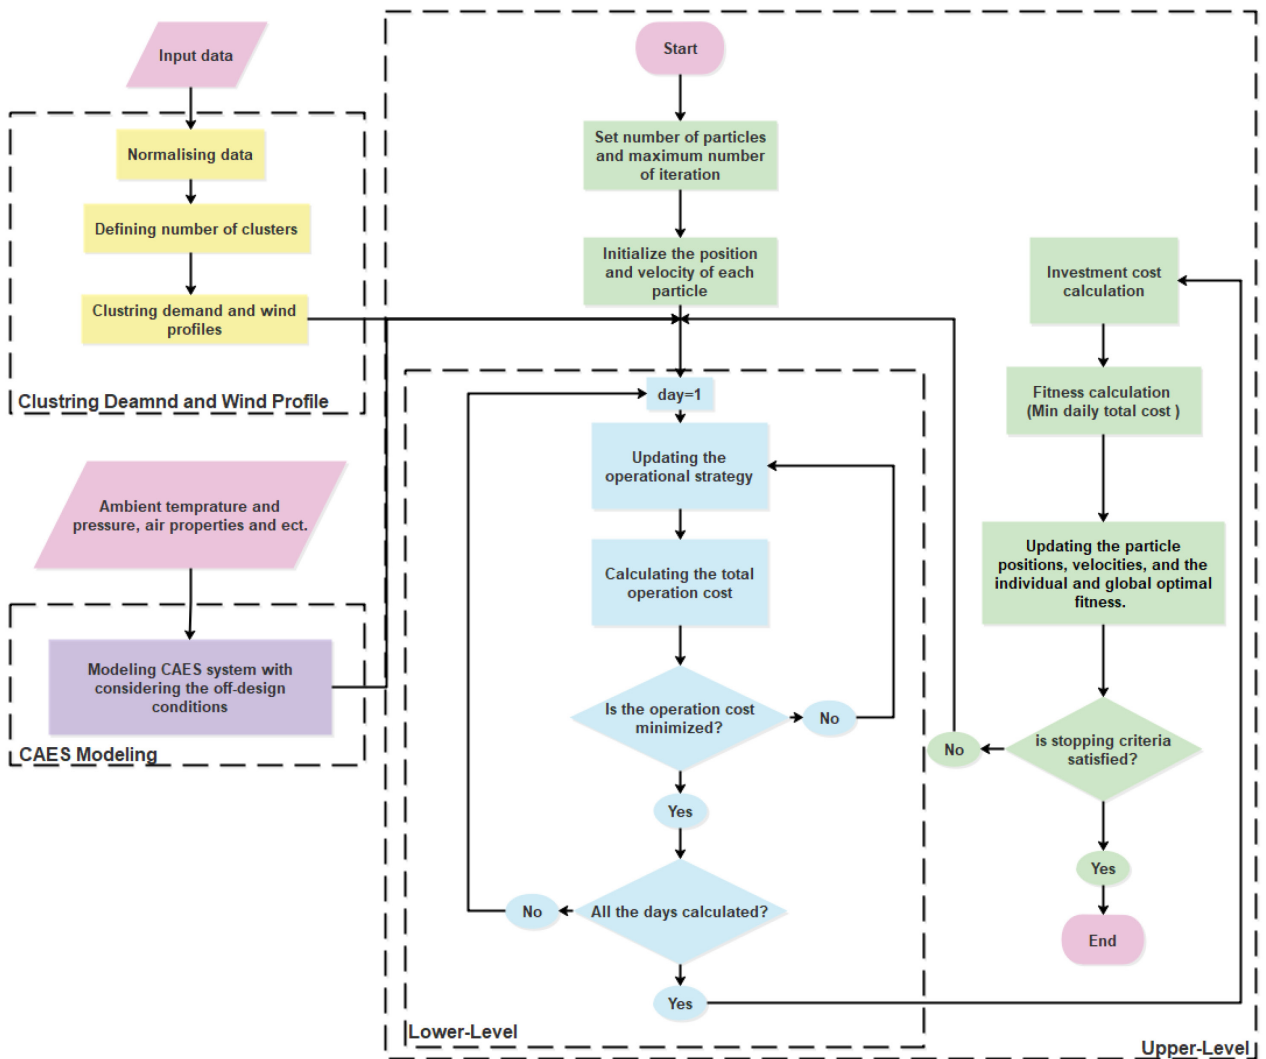 Input data
Normalising data
Defining number of clusters
Clustring demand and wind
profiles
Clustring Deamnd and Wind Profile
Ambient temprature and
pressure, air properties and ect.
Modeling CAES system with
considering the off-design
conditions
CAES Modeling
Start
Set number of particles
and maximum number
of iteration
Initialize the position
and velocity of each
particle
day=1
Updating the
operational strategy
Calculating the total
operation cost
Is the operation cost
minimized?
No
Yes
All the days calculated?
No
Yes
Lower-Level
Investment cost
calculation
Fitness calculation
(Min daily total cost )
Updating the particle
positions, velocities, and the
individual and global optimal
fitness.
is stopping criteria
satisfied?
No
Yes
End
Upper-Level